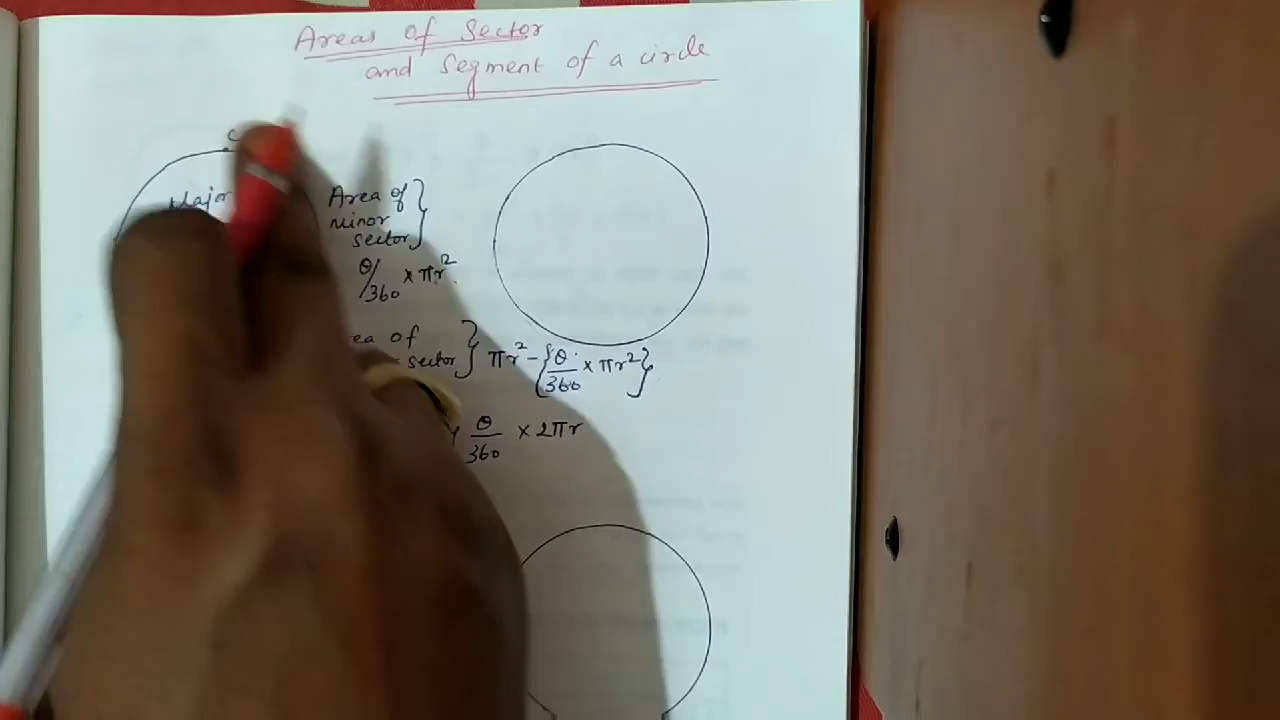 Areas of Sector
and Segment of a circle
C
Major
Area of }
Minor
sector
θ/360 × πr²
of
sector } πr² - {θ/360 × πr²}
θ/360 × 2πr